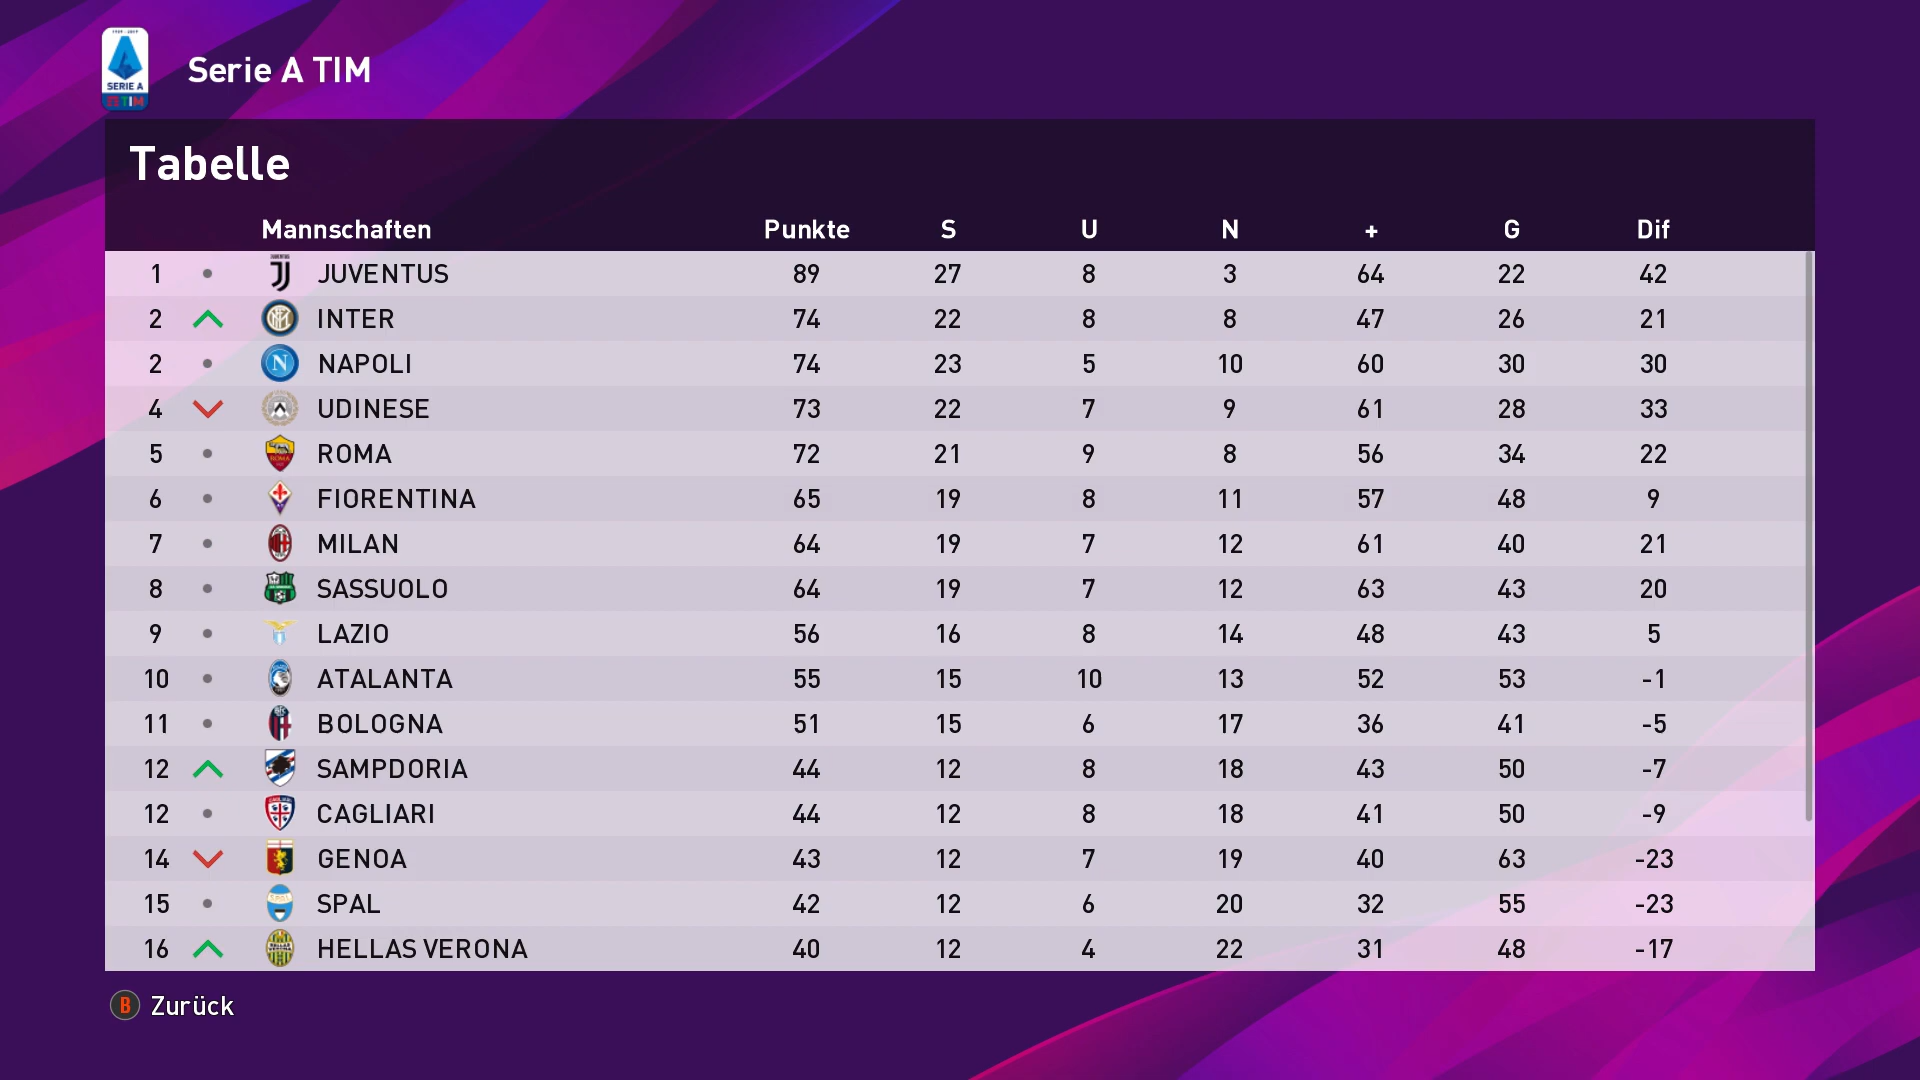 SERIE A
TIM
Serie A TIM
Tabelle
Mannschaften Punkte S U N + G Dif
1 JUVENTUS 89 27 8 3 64 22 42
2 INTER 74 22 8 8 47 26 21
2 NAPOLI 74 23 5 10 60 30 30
4 UDINESE 73 22 7 9 61 28 33
5 ROMA 72 21 9 8 56 34 22
6 FIORENTINA 65 19 8 11 57 48 9
7 MILAN 64 19 7 12 61 40 21
8 SASSUOLO 64 19 7 12 63 43 20
9 LAZIO 56 16 8 14 48 43 5
10 ATALANTA 55 15 10 13 52 53 -1
11 BOLOGNA 51 15 6 17 36 41 -5
12 SAMPDORIA 44 12 8 18 43 50 -7
12 CAGLIARI 44 12 8 18 41 50 -9
14 GENOA 43 12 7 19 40 63 -23
15 SPAL 42 12 6 20 32 55 -23
16 HELLAS VERONA 40 12 4 22 31 48 -17
B Zurück